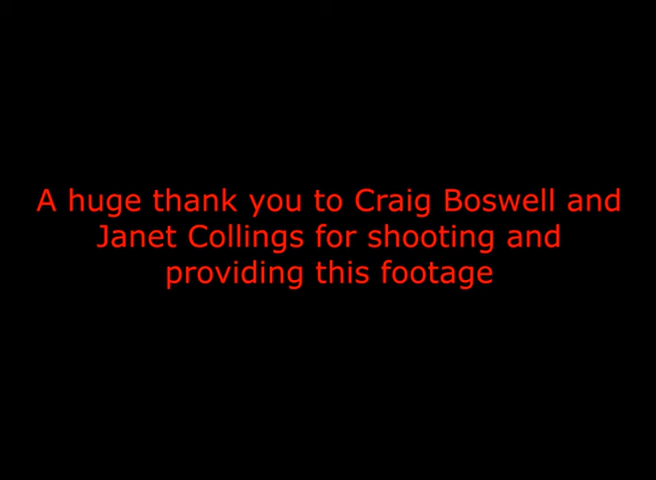 A huge thank you to Craig Boswell and
Janet Collings for shooting and
providing this footage